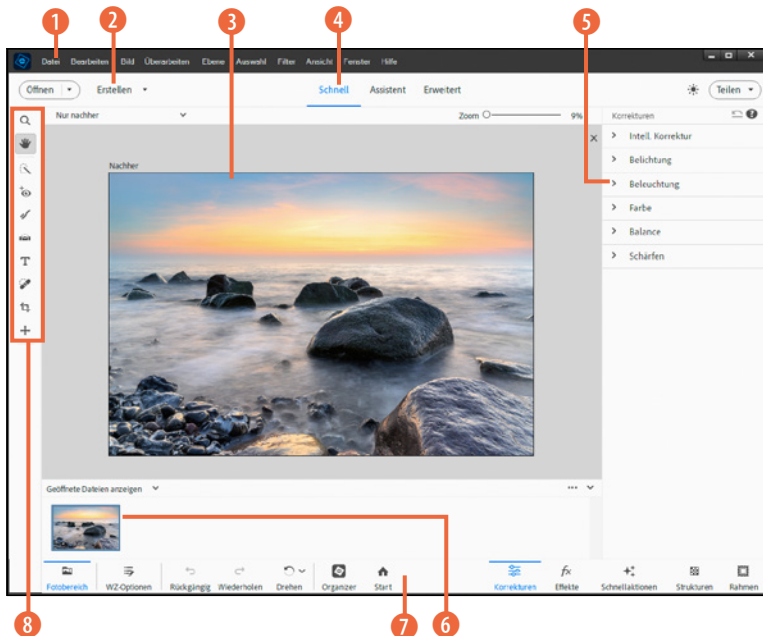 1 2 3 4 5
Datei Bearbeiten Bild Überarbeiten Ebene Auswahl Filter Ansicht Fenster Hilfe
Öffnen Erstellen Schnell Assistent Erweitert Teilen
Nur nachher Zoom 9% Korrekturen
Intell. Korrektur
Belichtung
Nachher
Beleuchtung
Farbe
Balance
Schärfen
Geöffnete Dateien anzeigen
Fotobereich WZ-Optionen Rückgängig Wiederholen Drehen Organizer Start Korrekturen Effekte Schnellaktionen Strukturen Rahmen
8 7 6